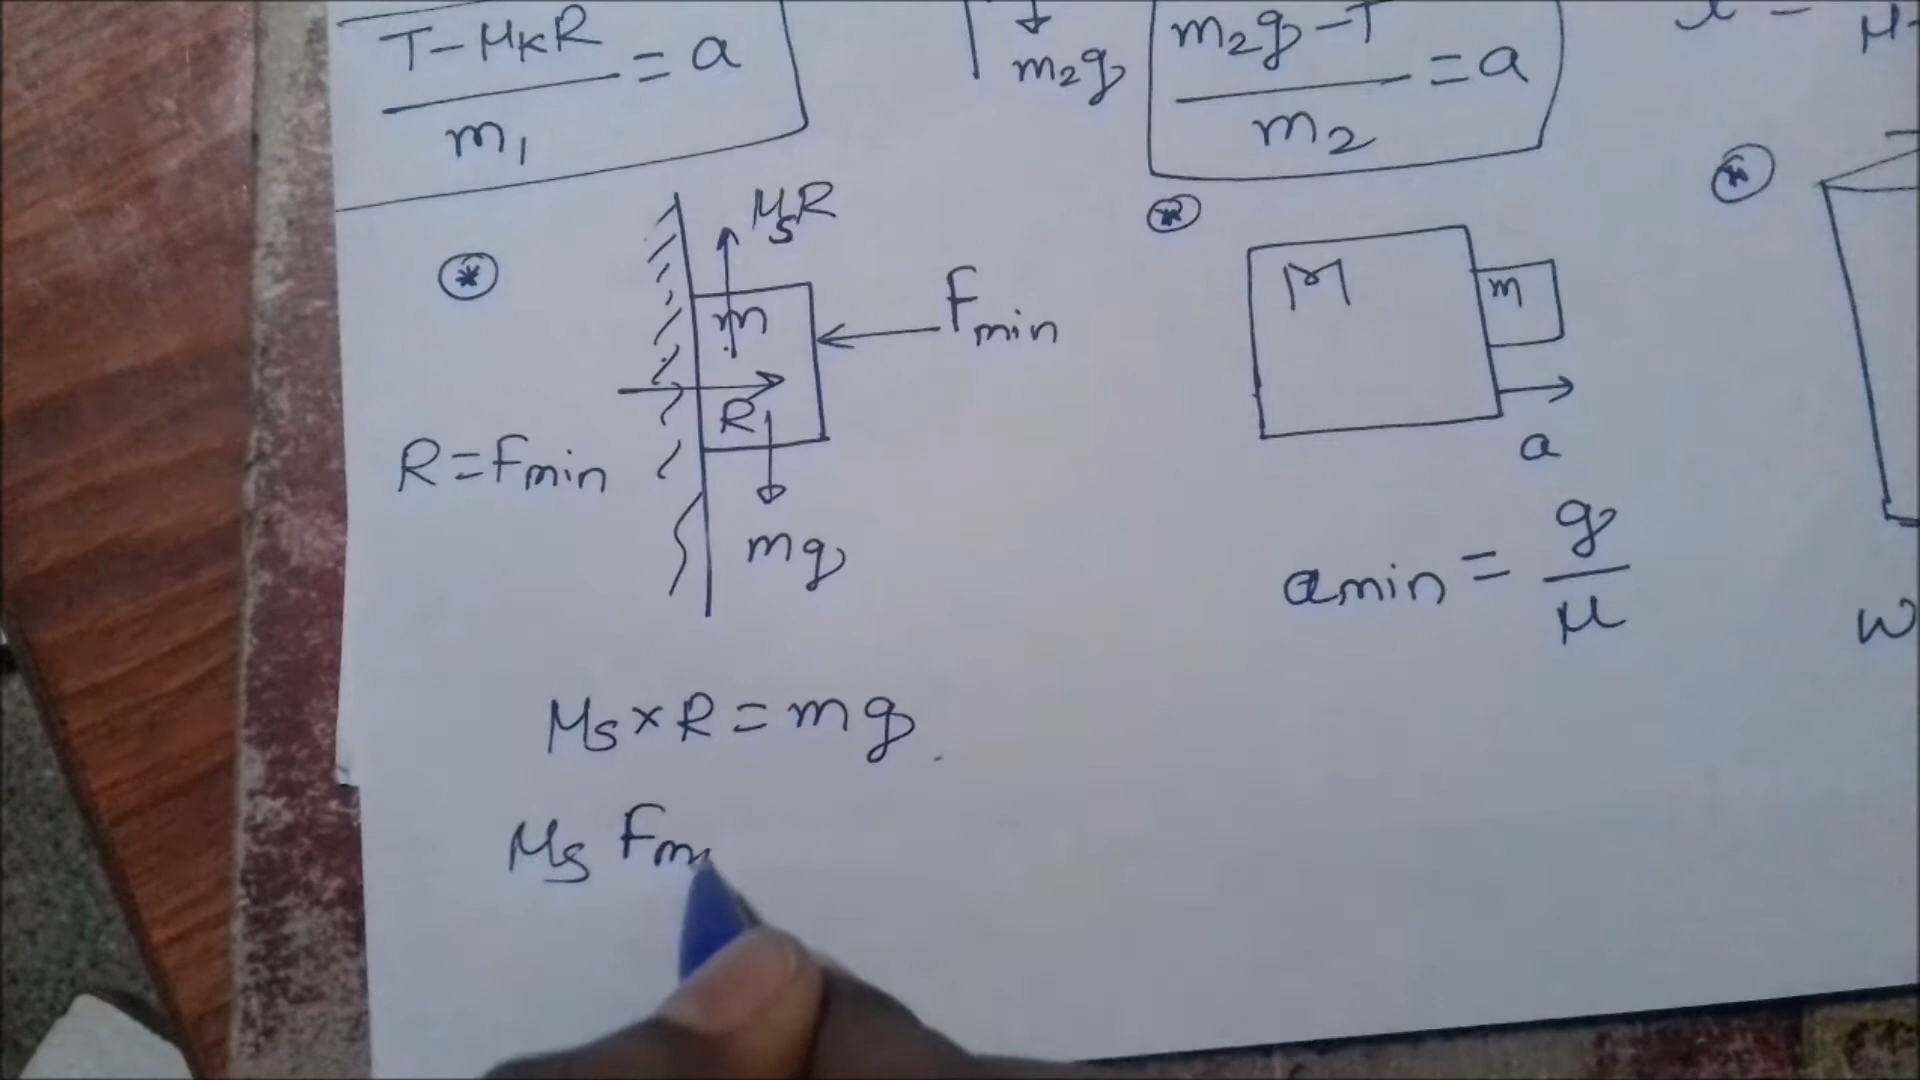 T - μₖR / m₁ = a
m₂g
m₂g - T / m₂ = a
μₛR
m
Fmin
R
R = Fmin
mg
M
m
a
amin = g / μ
μₛ × R = mg
μₛ Fm